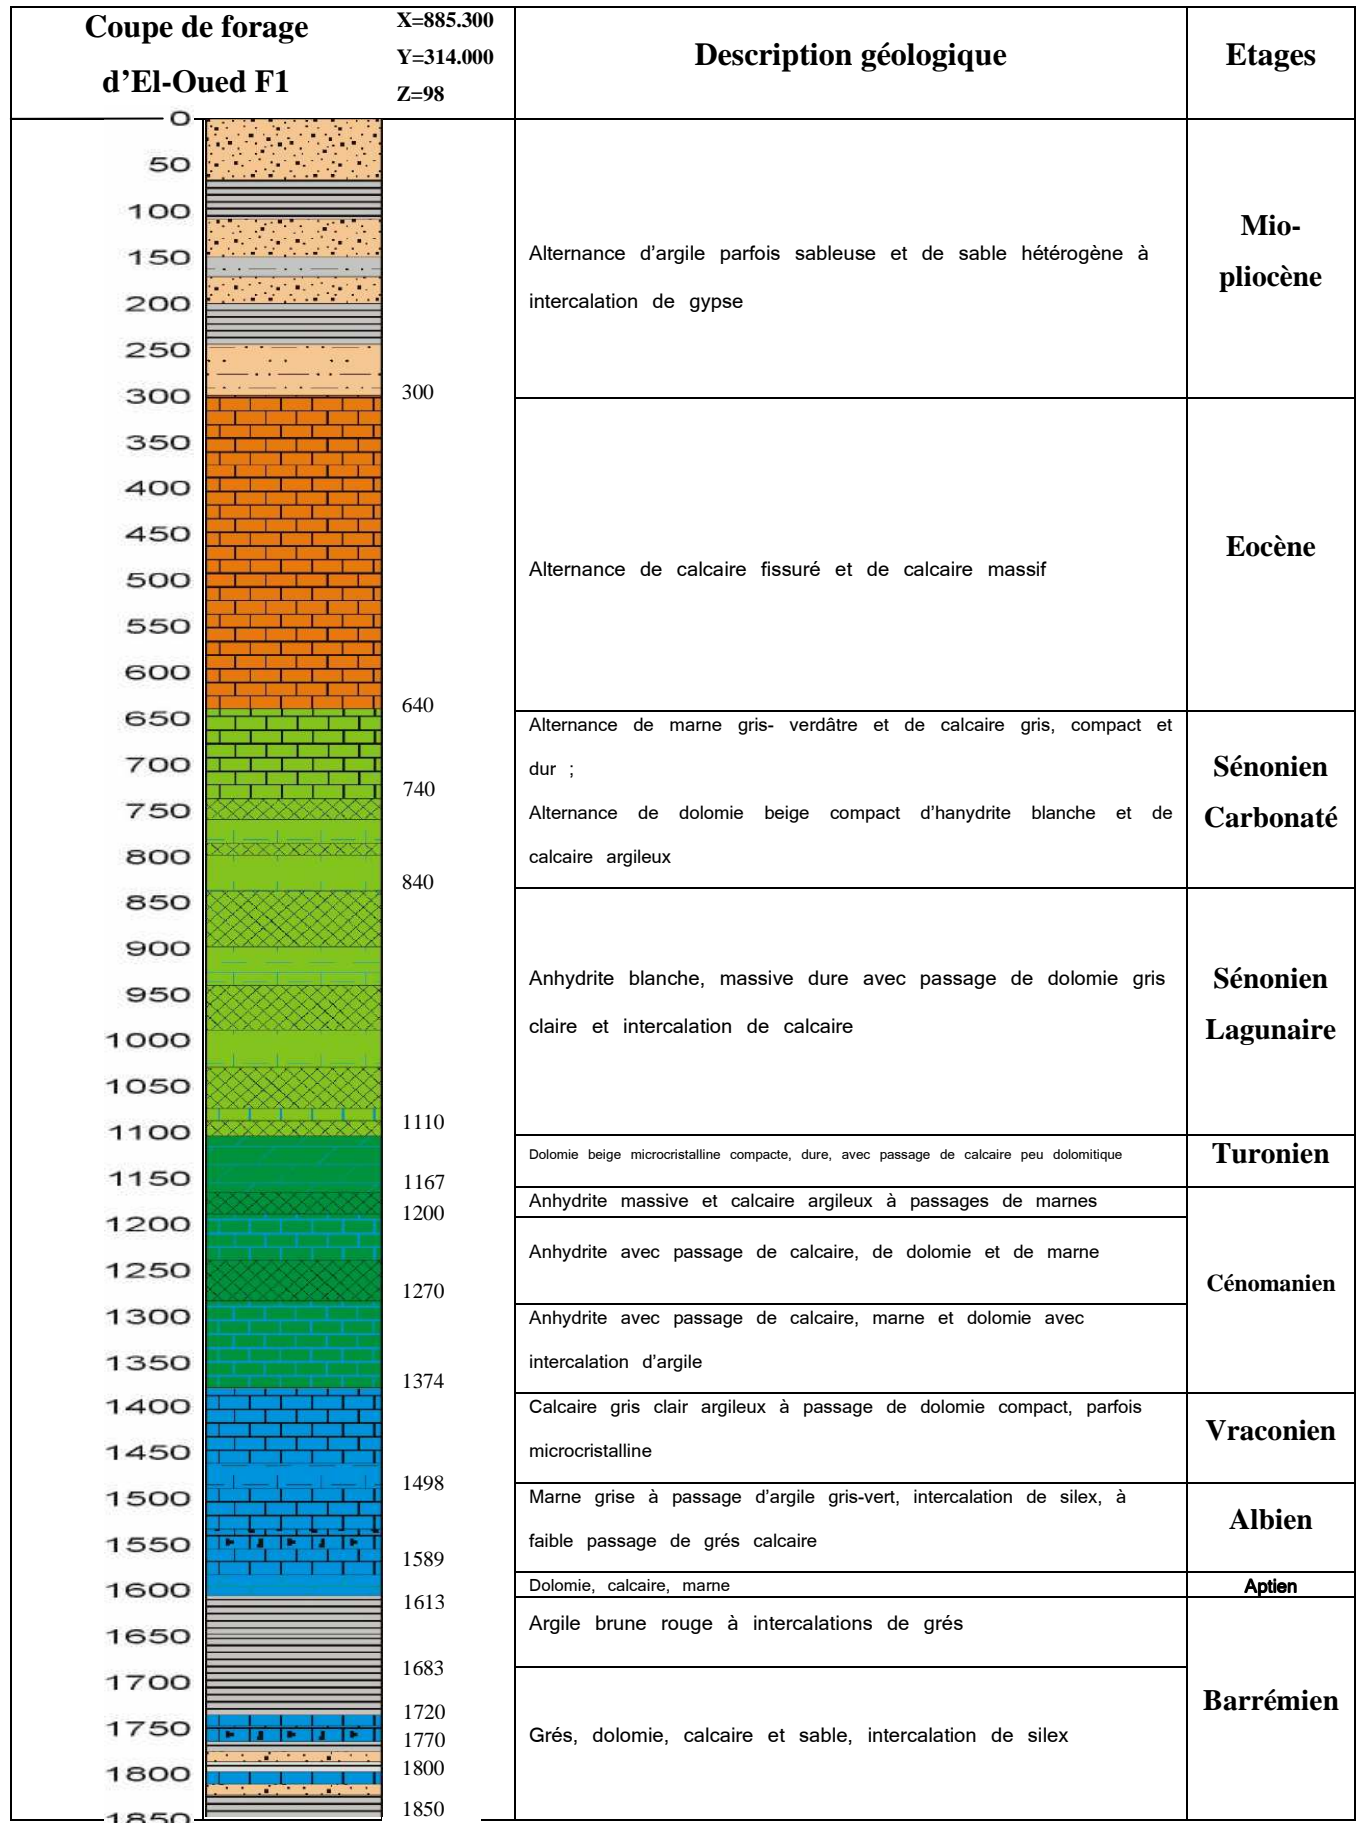 Coupe de forage
d’El-Oued F1
X=885.300
Y=314.000
Z=98
Description géologique
Etages
0
50
100
150
200
250
300
350
400
450
500
550
600
650
700
750
800
850
900
950
1000
1050
1100
1150
1200
1250
1300
1350
1400
1450
1500
1550
1600
1650
1700
1750
1800
1850
300
640
740
840
1110
1167
1200
1270
1374
1498
1589
1613
1683
1720
1770
1800
1850
Alternance d’argile parfois sableuse et de sable hétérogène à
intercalation de gypse
Mio-
pliocène
Alternance de calcaire fissuré et de calcaire massif
Eocène
Alternance de marne gris- verdâtre et de calcaire gris, compact et
dur ;
Alternance de dolomie beige compact d’hanydrite blanche et de
calcaire argileux
Sénonien
Carbonaté
Anhydrite blanche, massive dure avec passage de dolomie gris
claire et intercalation de calcaire
Sénonien
Lagunaire
Dolomie beige microcristalline compacte, dure, avec passage de calcaire peu dolomitique
Turonien
Anhydrite massive et calcaire argileux à passages de marnes
Anhydrite avec passage de calcaire, de dolomie et de marne
Anhydrite avec passage de calcaire, marne et dolomie avec
intercalation d’argile
Cénomanien
Calcaire gris clair argileux à passage de dolomie compact, parfois
microcristalline
Vraconien
Marne grise à passage d’argile gris-vert, intercalation de silex, à
faible passage de grés calcaire
Albien
Dolomie, calcaire, marne
Aptien
Argile brune rouge à intercalations de grés
Grés, dolomie, calcaire et sable, intercalation de silex
Barrémien